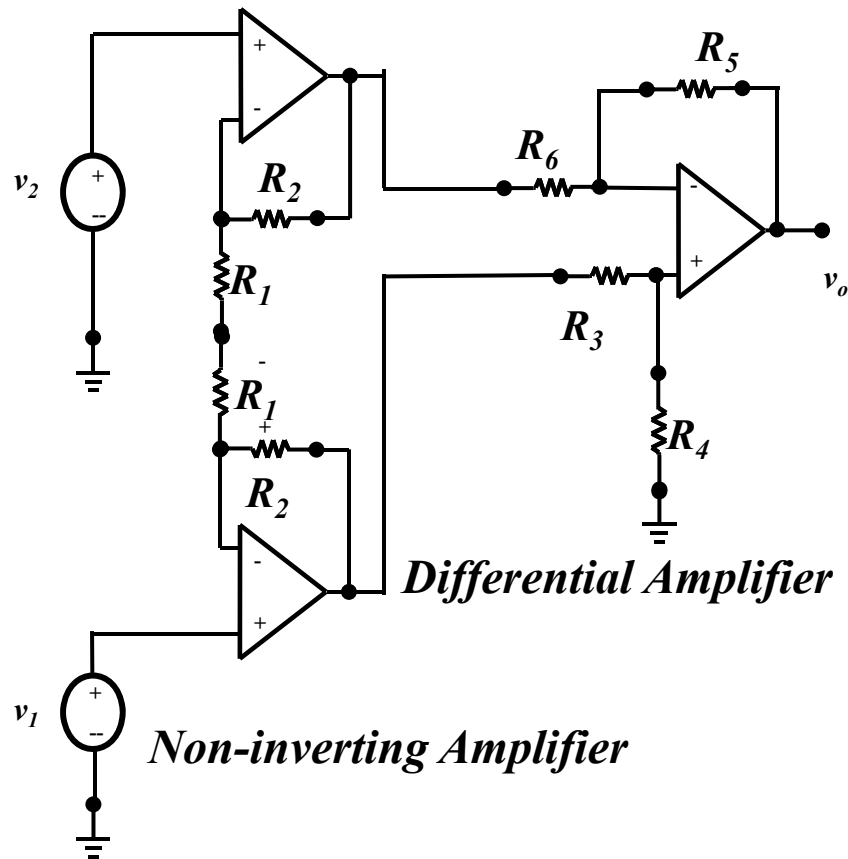 +
-
R5
R6
v2
+
--
R2
-
+
R1
vo
R3
-
R1
+
R4
R2
-
+
Differential Amplifier
v1
+
--
Non-inverting Amplifier